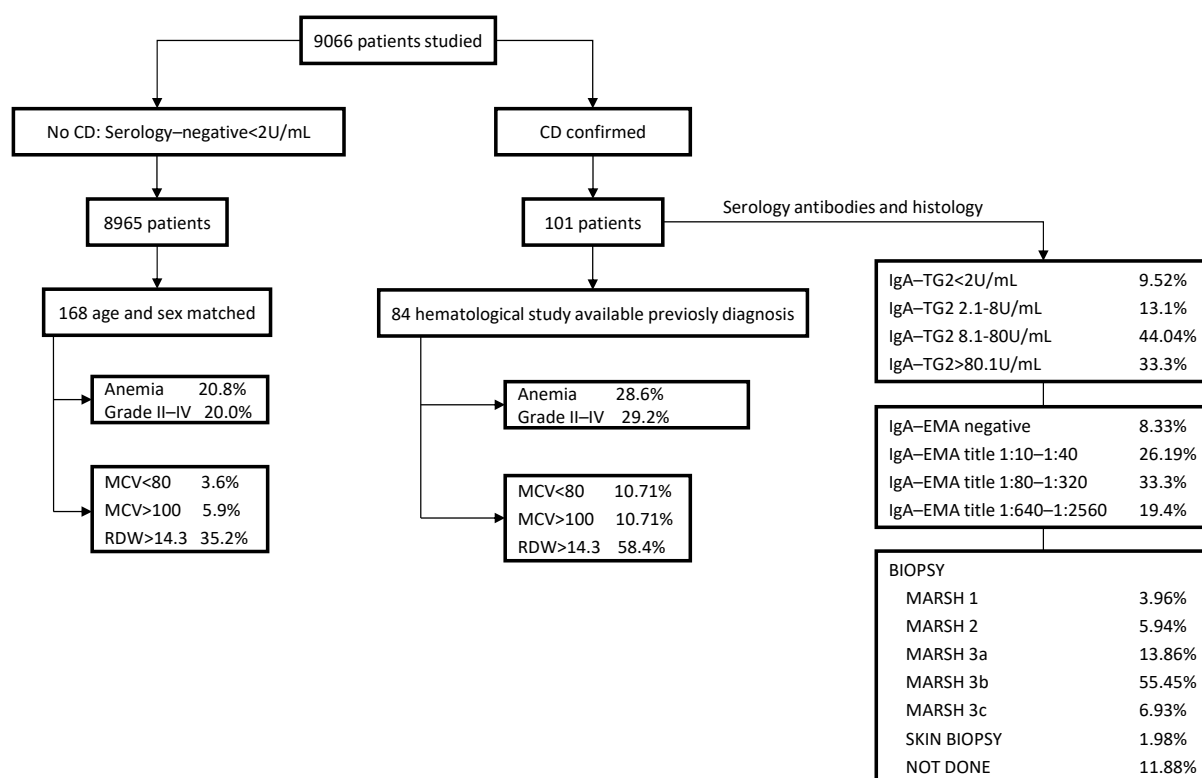 9066 patients studied
No CD: Serology–negative<2U/mL
CD confirmed
8965 patients
101 patients
Serology antibodies and histology
168 age and sex matched
84 hematological study available previosly diagnosis
Anemia 20.8%
Grade II–IV 20.0%
MCV<80 3.6%
MCV>100 5.9%
RDW>14.3 35.2%
Anemia 28.6%
Grade II–IV 29.2%
MCV<80 10.71%
MCV>100 10.71%
RDW>14.3 58.4%
IgA–TG2<2U/mL 9.52%
IgA–TG2 2.1-8U/mL 13.1%
IgA–TG2 8.1-80U/mL 44.04%
IgA–TG2>80.1U/mL 33.3%
IgA–EMA negative 8.33%
IgA–EMA title 1:10–1:40 26.19%
IgA–EMA title 1:80–1:320 33.3%
IgA–EMA title 1:640–1:2560 19.4%
BIOPSY
MARSH 1 3.96%
MARSH 2 5.94%
MARSH 3a 13.86%
MARSH 3b 55.45%
MARSH 3c 6.93%
SKIN BIOPSY 1.98%
NOT DONE 11.88%